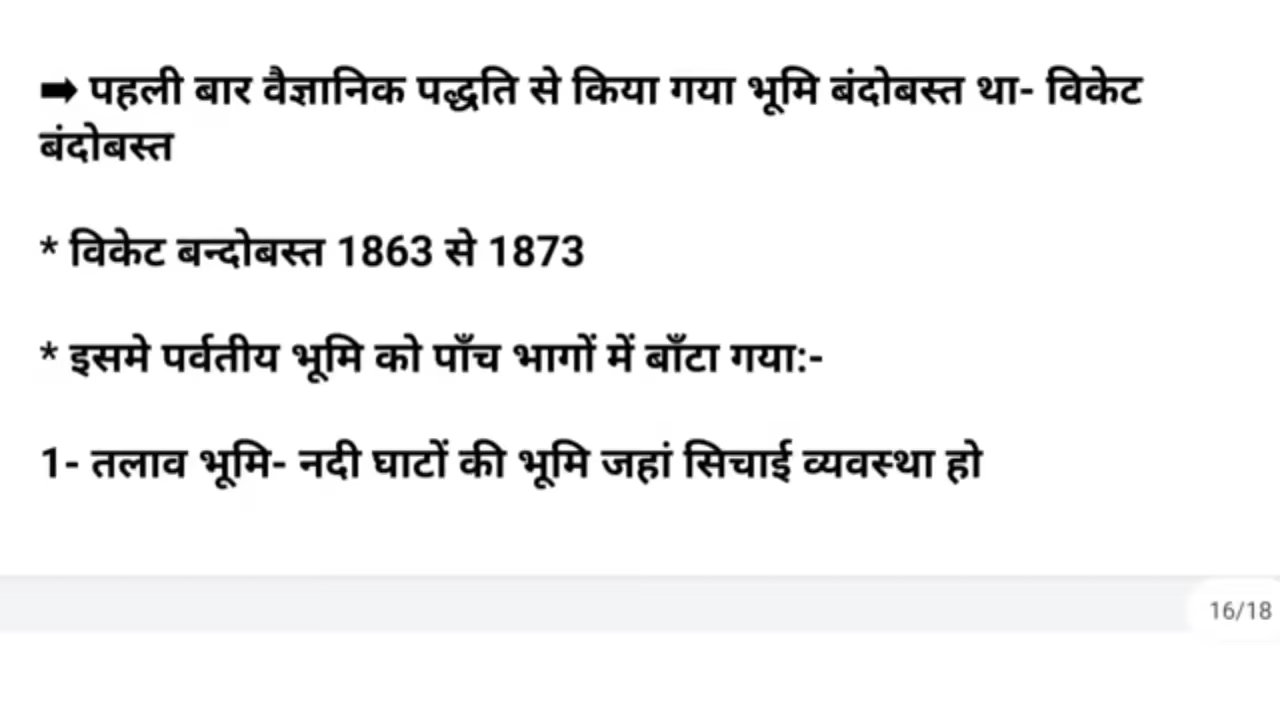 ➡ पहली बार वैज्ञानिक पद्धति से किया गया भूमि बंदोबस्त था- विकेट
बंदोबस्त
* विकेट बन्दोबस्त 1863 से 1873
* इसमे पर्वतीय भूमि को पाँच भागों में बाँटा गया:-
1- तलाव भूमि- नदी घाटों की भूमि जहां सिचाई व्यवस्था हो
16/18